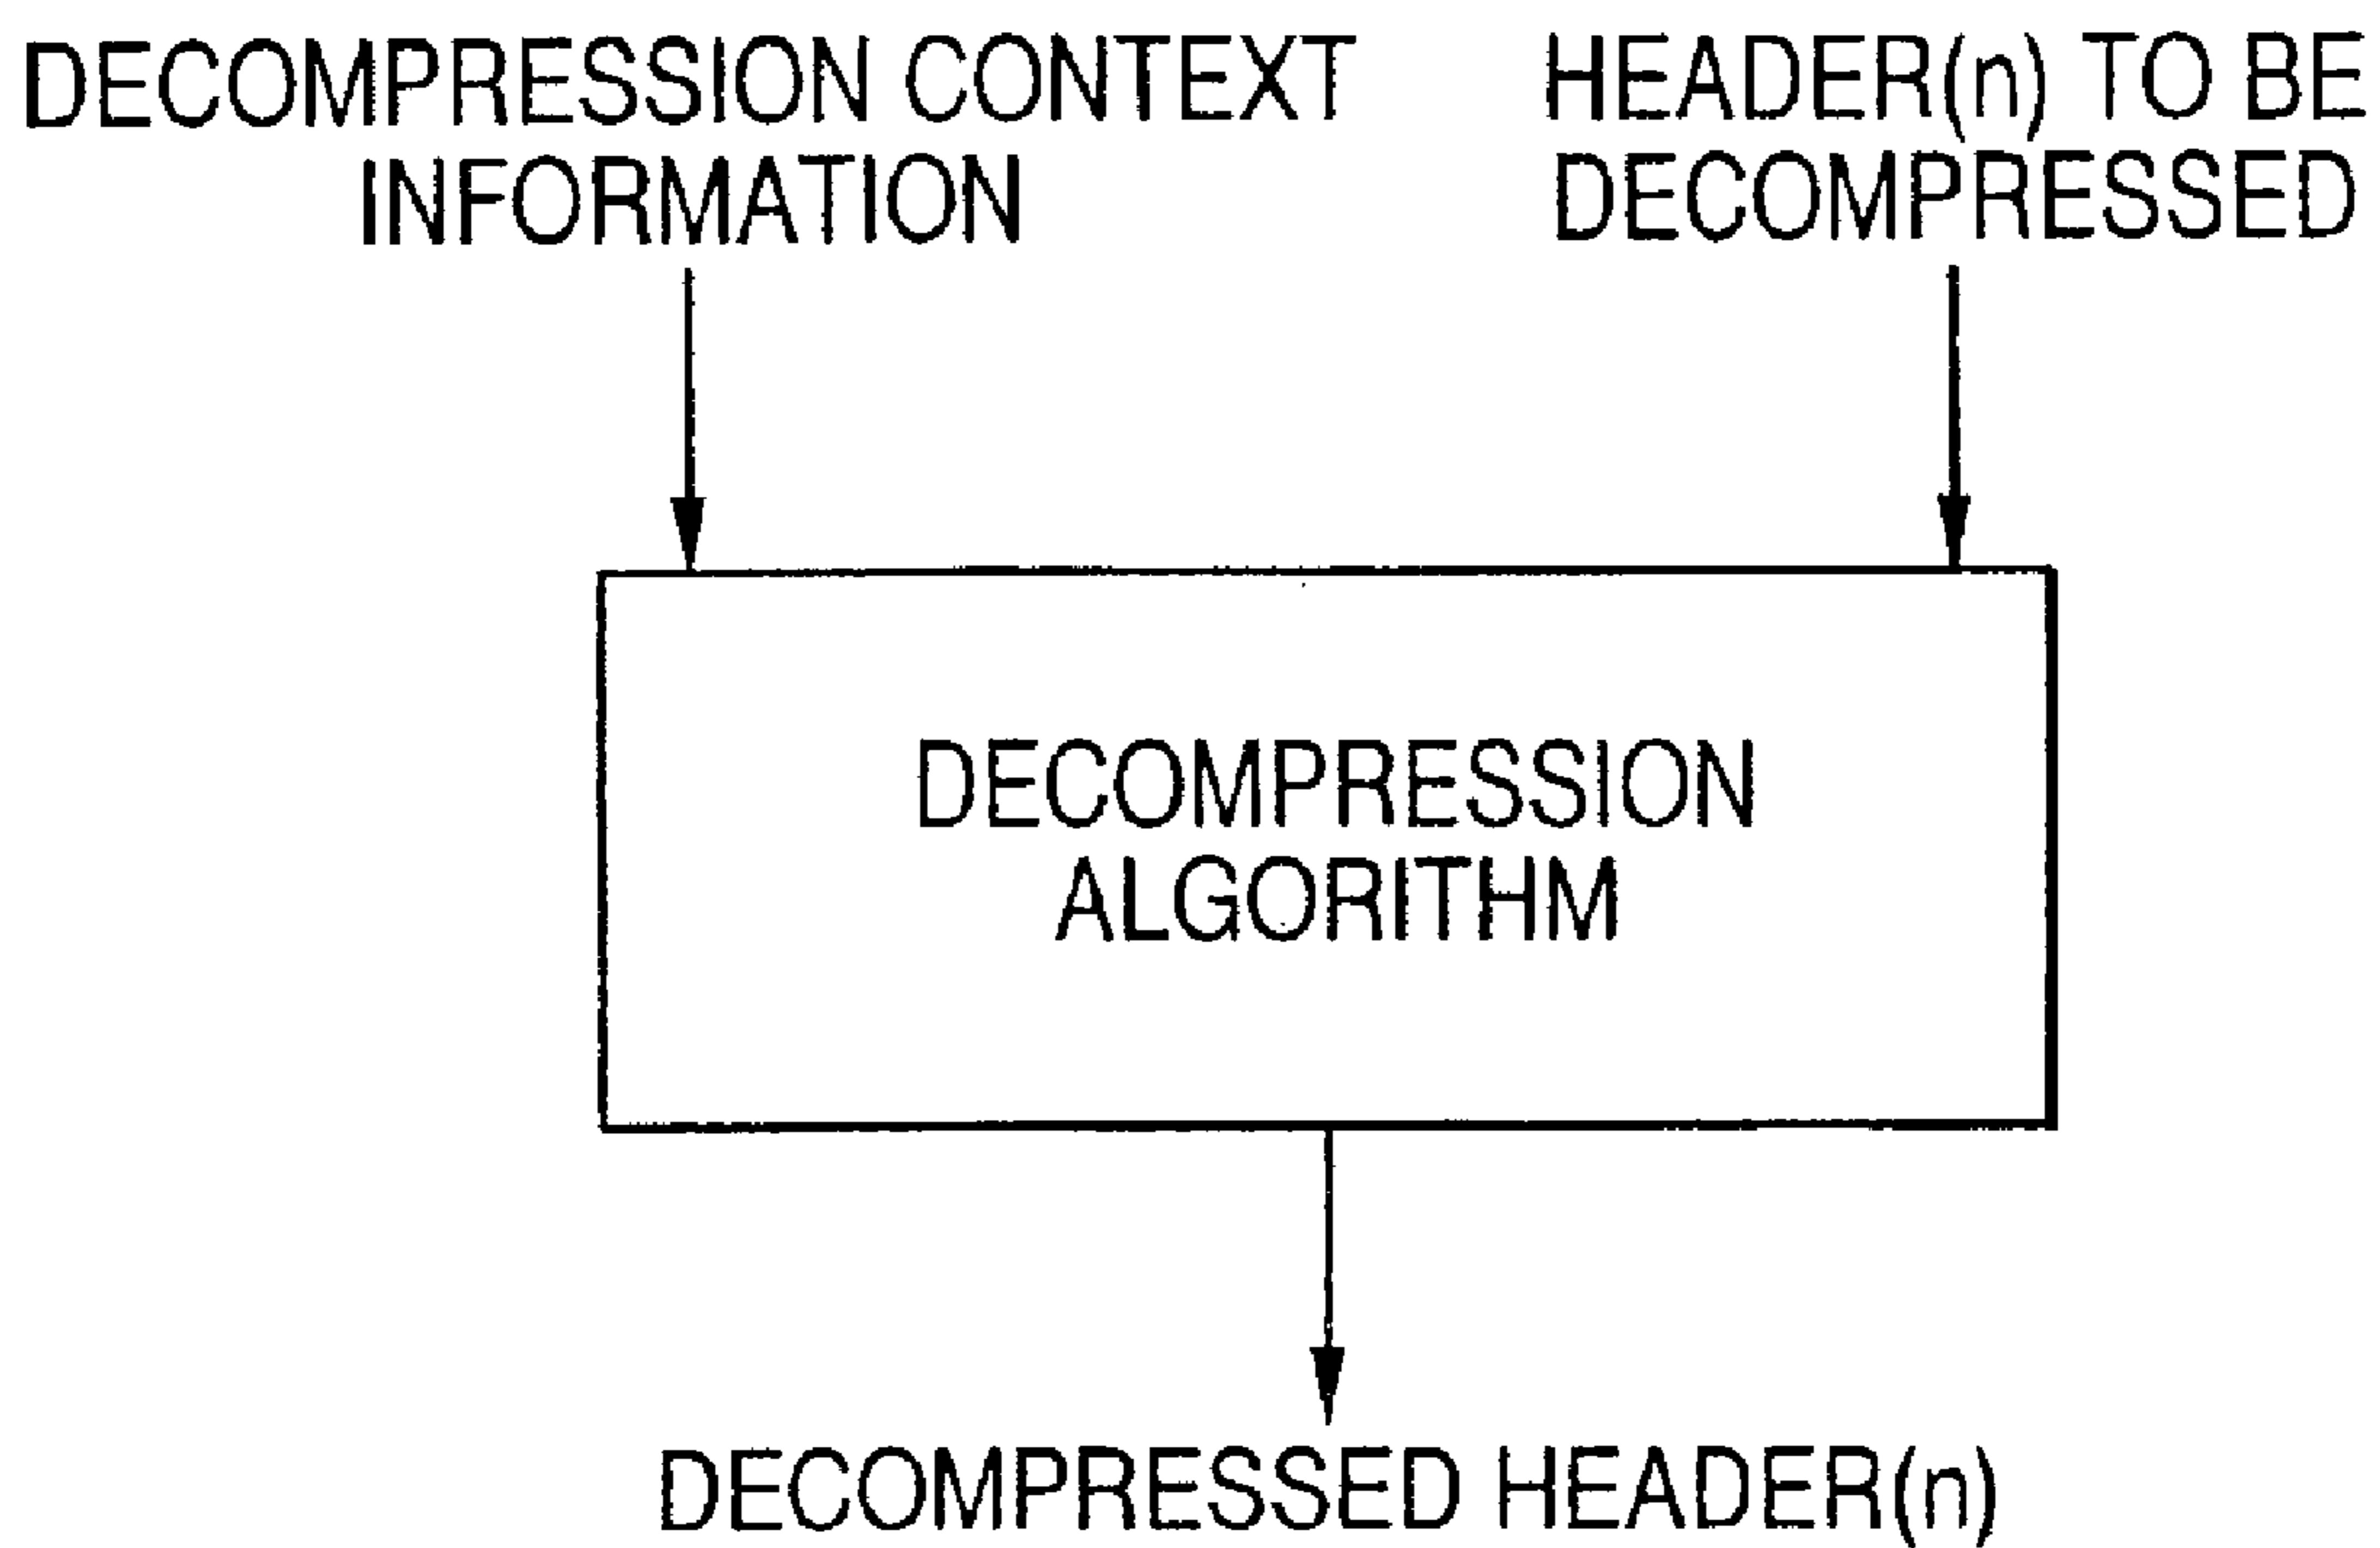 DECOMPRESSION CONTEXT
INFORMATION
HEADER(n) TO BE
DECOMPRESSED
DECOMPRESSION
ALGORITHM
DECOMPRESSED HEADER(n)